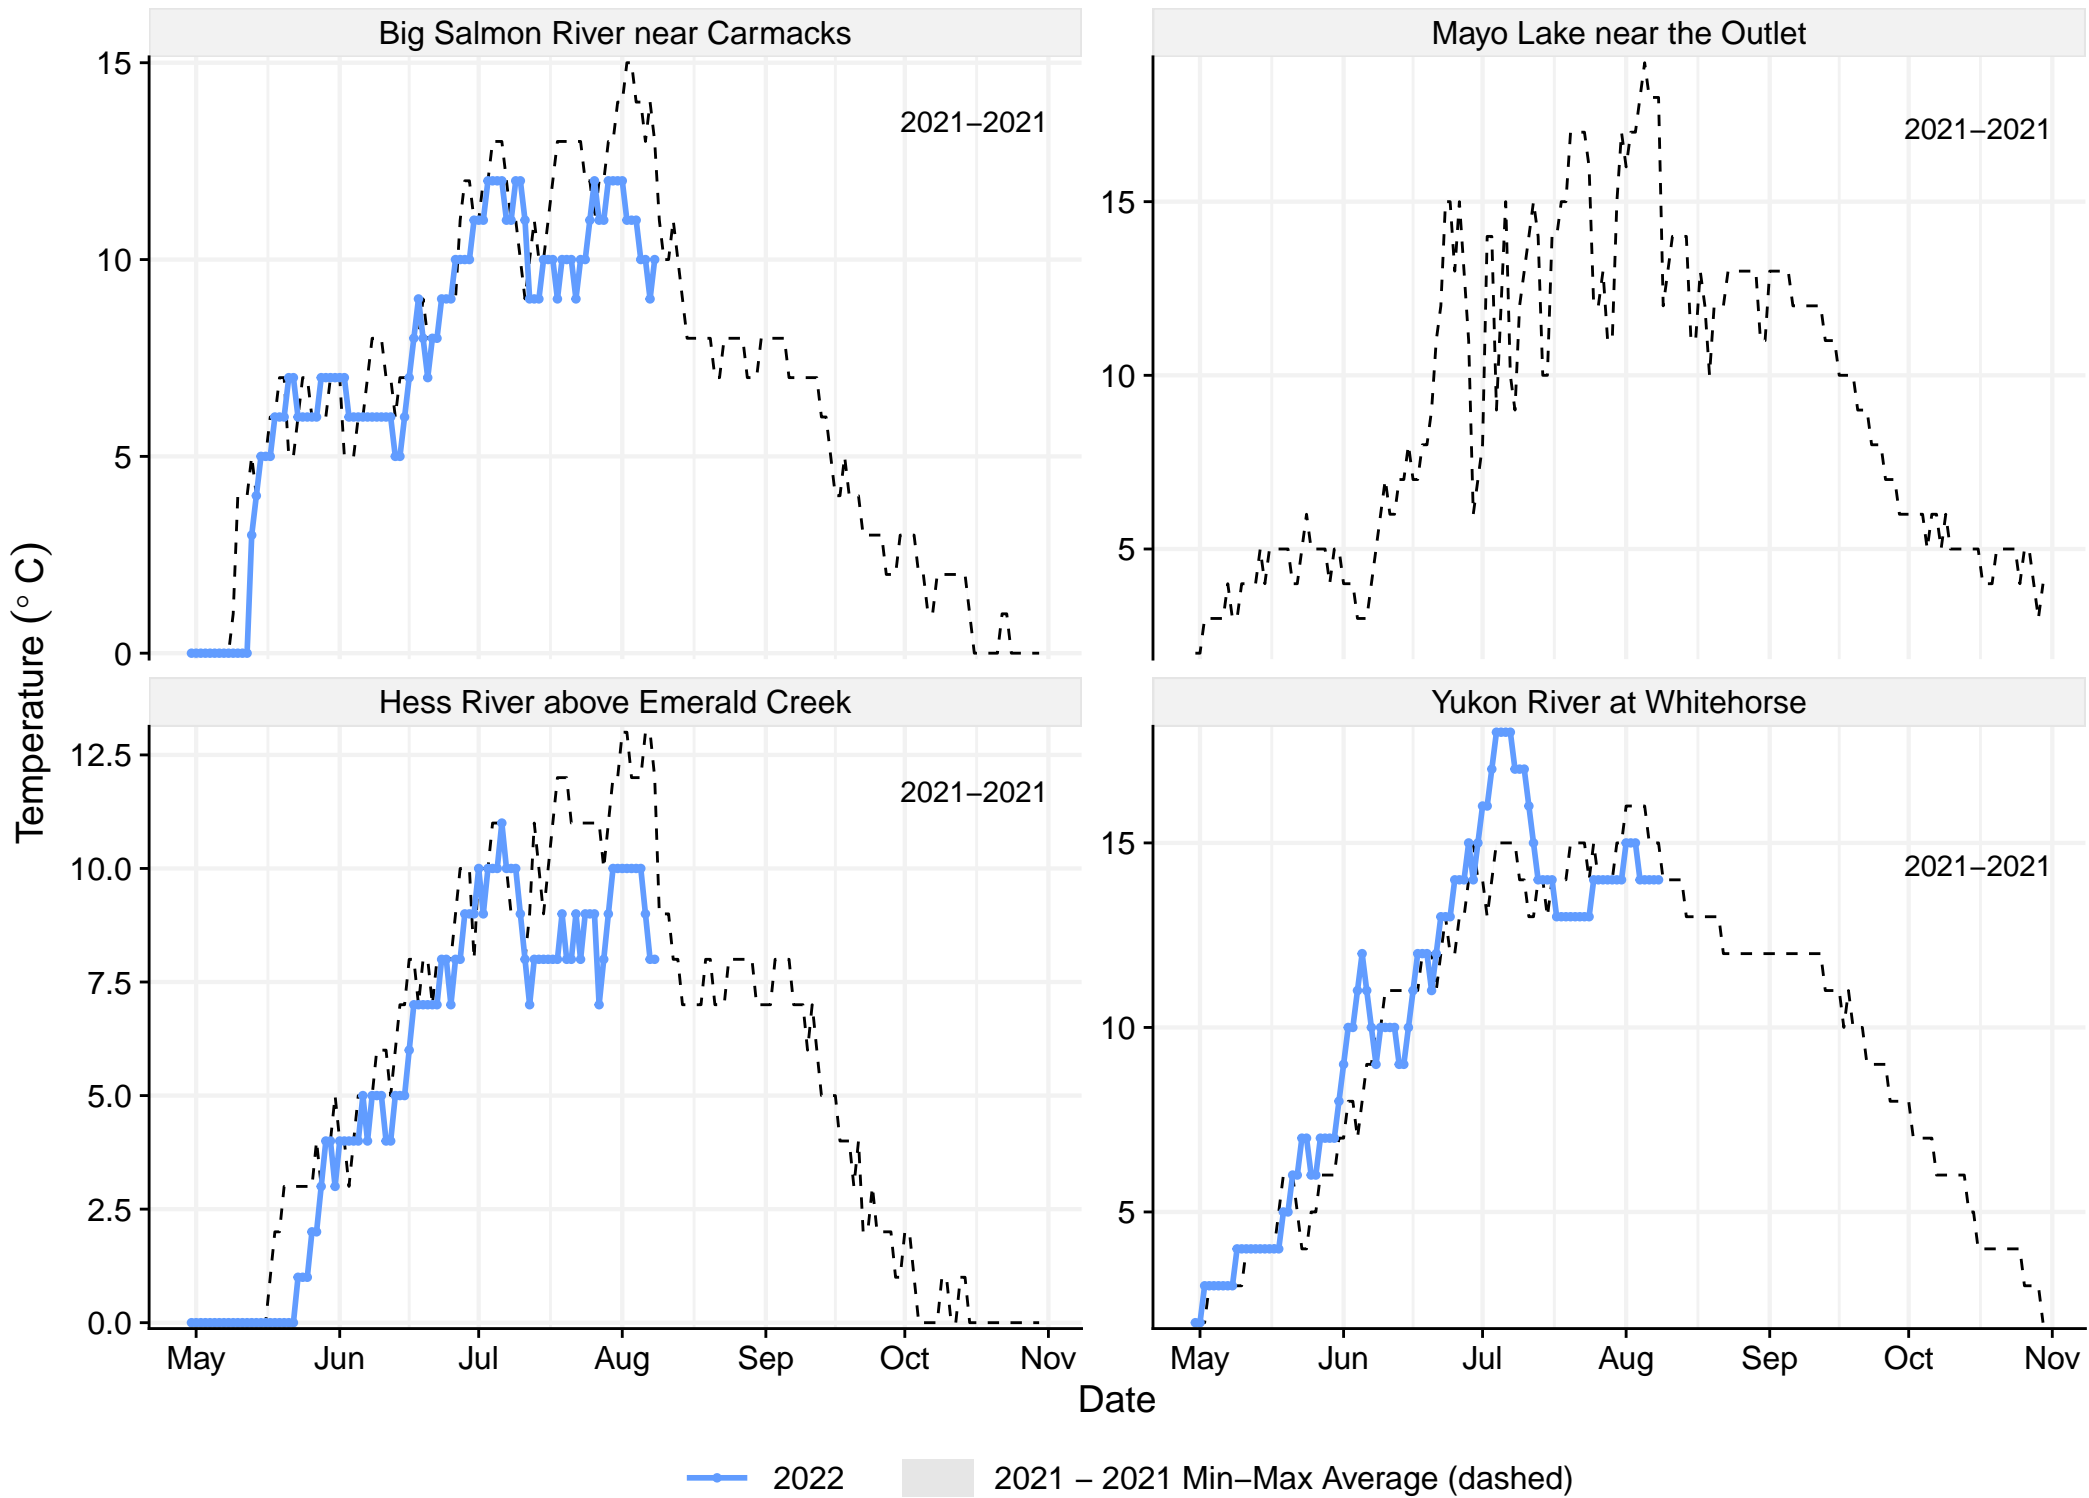 Big Salmon River near Carmacks
Mayo Lake near the Outlet
15
10
5
0
2021–2021
15
10
5
2021–2021
Hess River above Emerald Creek
Yukon River at Whitehorse
12.5
10.0
7.5
5.0
2.5
0.0
2021–2021
15
10
5
2021–2021
May Jun Jul Aug Sep Oct Nov
May Jun Jul Aug Sep Oct Nov
Temperature (° C)
Date
2022
2021 – 2021 Min–Max Average (dashed)